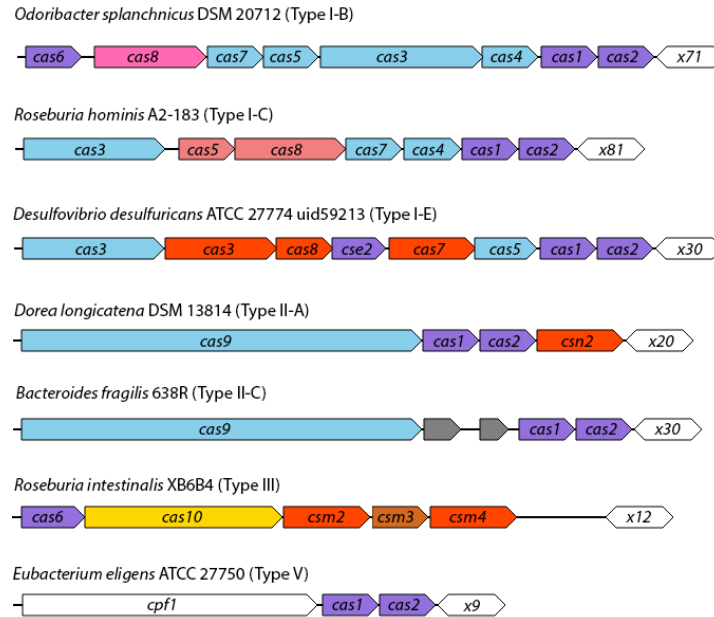 Odoribacter splanchnicus DSM 20712 (Type I-B)
cas6 cas8 cas7 cas5 cas3 cas4 cas1 cas2 x71
Roseburia hominis A2-183 (Type I-C)
cas3 cas5 cas8 cas7 cas4 cas1 cas2 x81
Desulfovibrio desulfuricans ATCC 27774 uid59213 (Type I-E)
cas3 cas3 cas8 cse2 cas7 cas5 cas1 cas2 x30
Dorea longicatena DSM 13814 (Type II-A)
cas9 cas1 cas2 csn2 x20
Bacteroides fragilis 638R (Type II-C)
cas9 cas1 cas2 x30
Roseburia intestinalis XB6B4 (Type III)
cas6 cas10 csm2 csm3 csm4 x12
Eubacterium eligens ATCC 27750 (Type V)
cpf1 cas1 cas2 x9